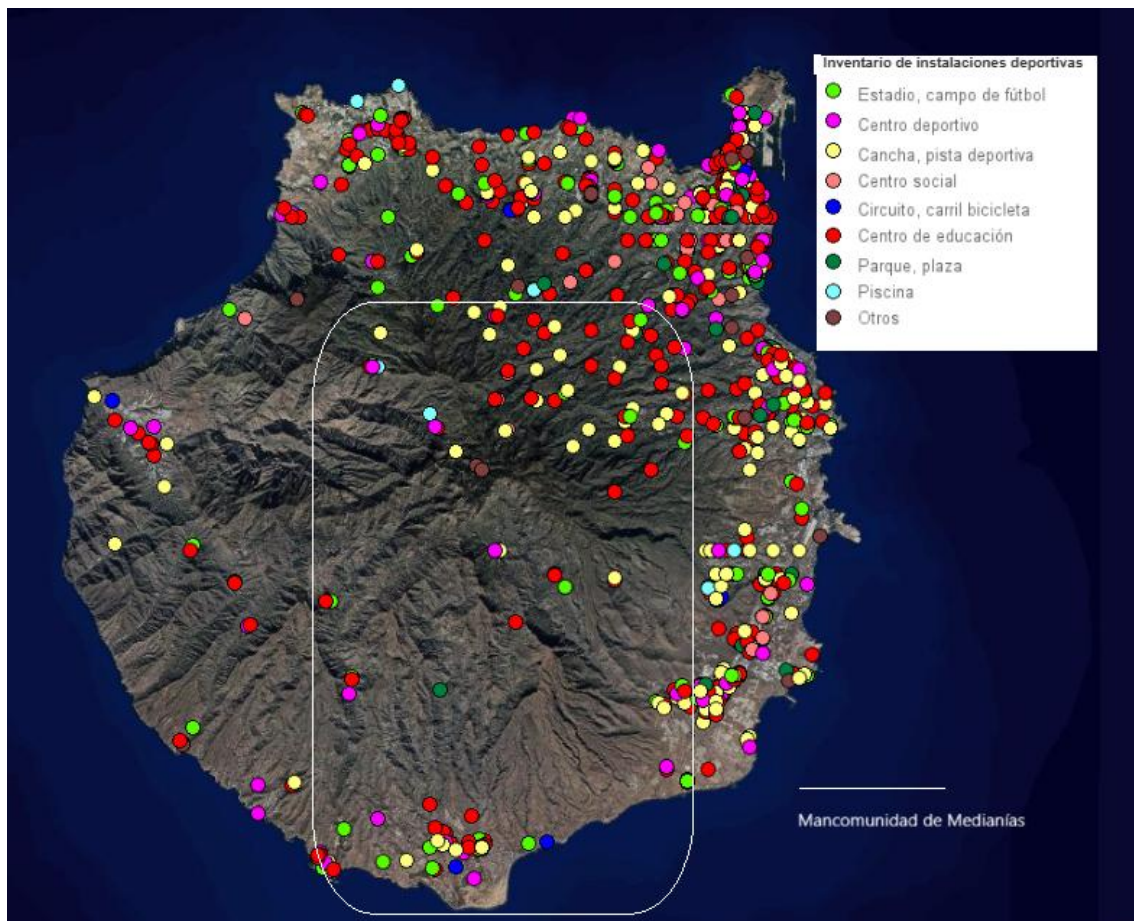 Inventario de instalaciones deportivas
Estadio, campo de fútbol
Centro deportivo
Cancha, pista deportiva
Centro social
Circuito, carril bicicleta
Centro de educación
Parque, plaza
Piscina
Otros
Mancomunidad de Medianías